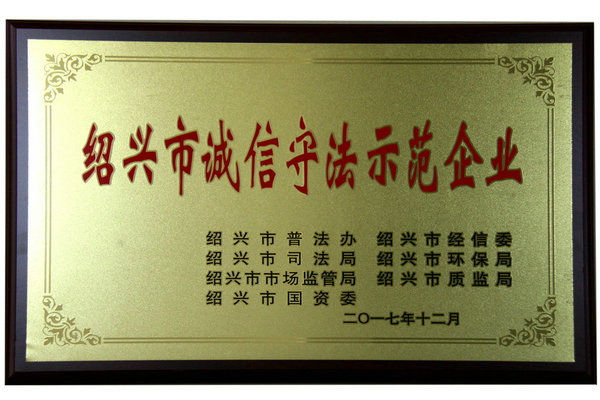 绍兴市诚信守法示范企业
绍兴市普法办 绍兴市经信委
绍兴市司法局 绍兴市环保局
绍兴市市场监管局 绍兴市质监局
绍兴市国资委
二〇一七年十二月